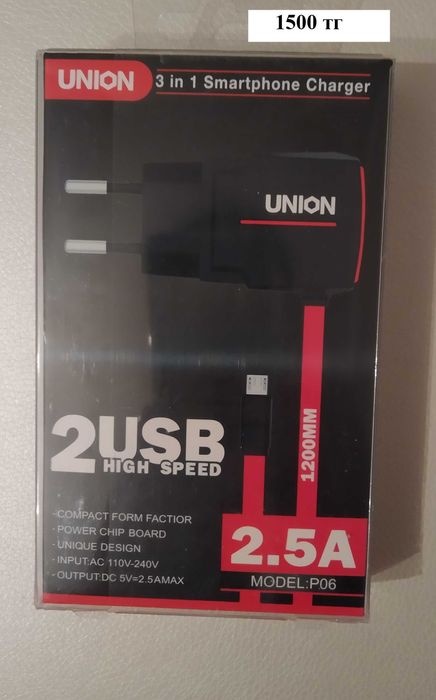 1500 тг
UNION
3 in 1 Smartphone Charger
UNION
1200MM
2USB
HIGH SPEED
- COMPACT FORM FACTIOR
- POWER CHIP BOARD
- UNIQUE DESIGN
- INPUT:AC 110V-240V
- OUTPUT:DC 5V=2.5AMAX
2.5A
MODEL:P06